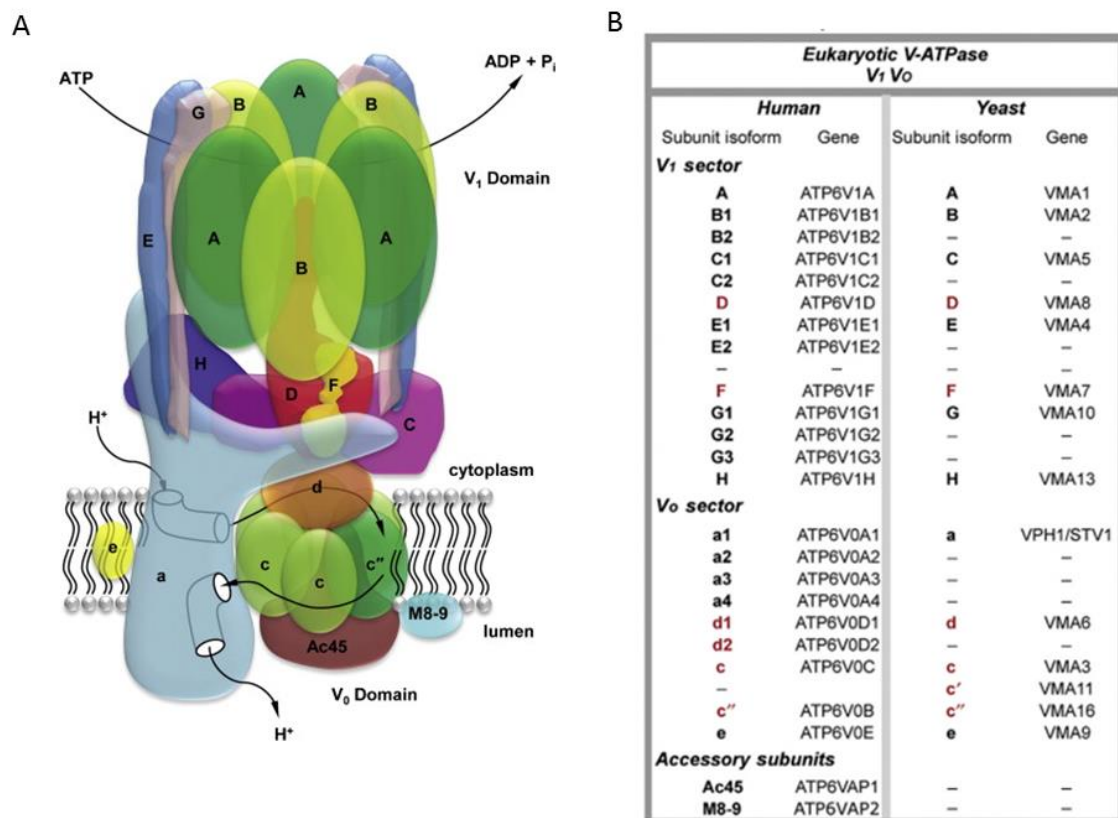 A
ATP
ADP + Pi
A
G
B
B
V1 Domain
E
A
A
B
H
D
F
C
H+
cytoplasm
d
e
a
c
c
c″
M8-9
lumen
Ac45
V0 Domain
H+
B
Eukaryotic V-ATPase
V1 VO
Human Yeast
Subunit isoform Gene Subunit isoform Gene
V1 sector
A ATP6V1A A VMA1
B1 ATP6V1B1 B VMA2
B2 ATP6V1B2 – –
C1 ATP6V1C1 C VMA5
C2 ATP6V1C2 – –
D ATP6V1D D VMA8
E1 ATP6V1E1 E VMA4
E2 ATP6V1E2 – –
– – – –
F ATP6V1F F VMA7
G1 ATP6V1G1 G VMA10
G2 ATP6V1G2 – –
G3 ATP6V1G3 – –
H ATP6V1H H VMA13
Vo sector
a1 ATP6V0A1 a VPH1/STV1
a2 ATP6V0A2 – –
a3 ATP6V0A3 – –
a4 ATP6V0A4 – –
d1 ATP6V0D1 d VMA6
d2 ATP6V0D2 – –
c ATP6V0C c VMA3
– c′ VMA11
c″ ATP6V0B c″ VMA16
e ATP6V0E e VMA9
Accessory subunits
Ac45 ATP6VAP1 – –
M8-9 ATP6VAP2 – –